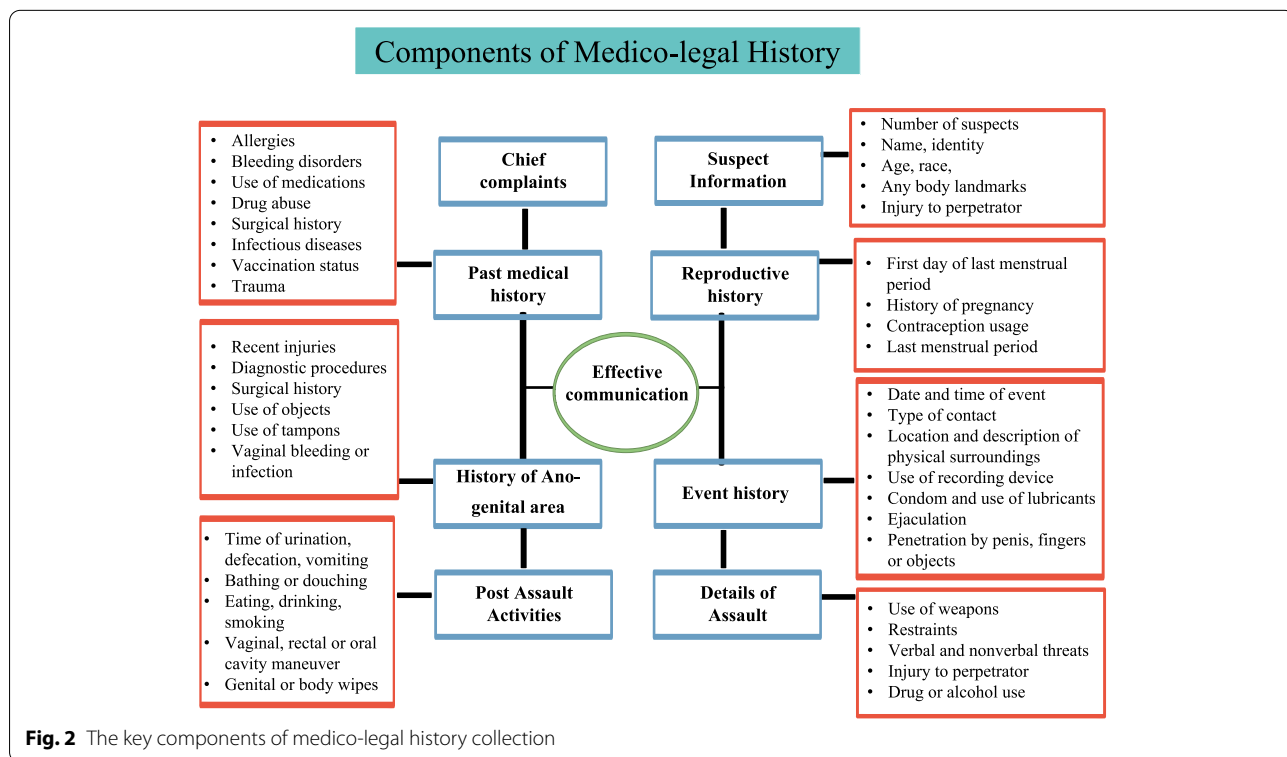 Components of Medico-legal History
• Allergies
• Bleeding disorders
• Use of medications
• Drug abuse
• Surgical history
• Infectious diseases
• Vaccination status
• Trauma
Chief
complaints
Past medical
history
• Recent injuries
• Diagnostic procedures
• Surgical history
• Use of objects
• Use of tampons
• Vaginal bleeding or
infection
History of Ano-
genital area
• Time of urination,
defecation, vomiting
• Bathing or douching
• Eating, drinking,
smoking
• Vaginal, rectal or oral
cavity maneuver
• Genital or body wipes
Post Assault
Activities
Effective
communication
Suspect
Information
• Number of suspects
• Name, identity
• Age, race,
• Any body landmarks
• Injury to perpetrator
Reproductive
history
• First day of last menstrual
period
• History of pregnancy
• Contraception usage
• Last menstrual period
Event history
• Date and time of event
• Type of contact
• Location and description of
physical surroundings
• Use of recording device
• Condom and use of lubricants
• Ejaculation
• Penetration by penis, fingers
or objects
Details of
Assault
• Use of weapons
• Restraints
• Verbal and nonverbal threats
• Injury to perpetrator
• Drug or alcohol use
Fig. 2 The key components of medico-legal history collection